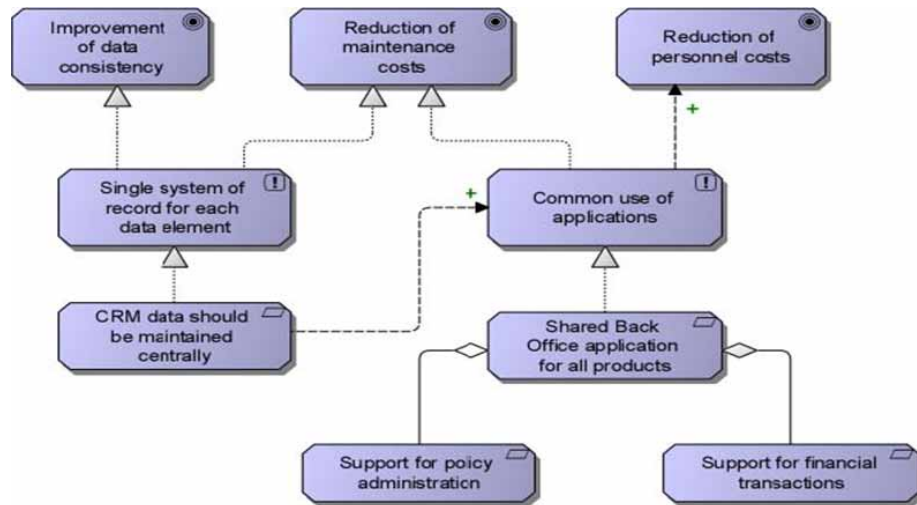 Improvement
of data
consistency
Reduction of
maintenance
costs
Reduction of
personnel costs
+
Single system of
record for each
data element
+
Common use of
applications
CRM data should
be maintained
centrally
Shared Back
Office application
for all products
Support for policy
administration
Support for financial
transactions